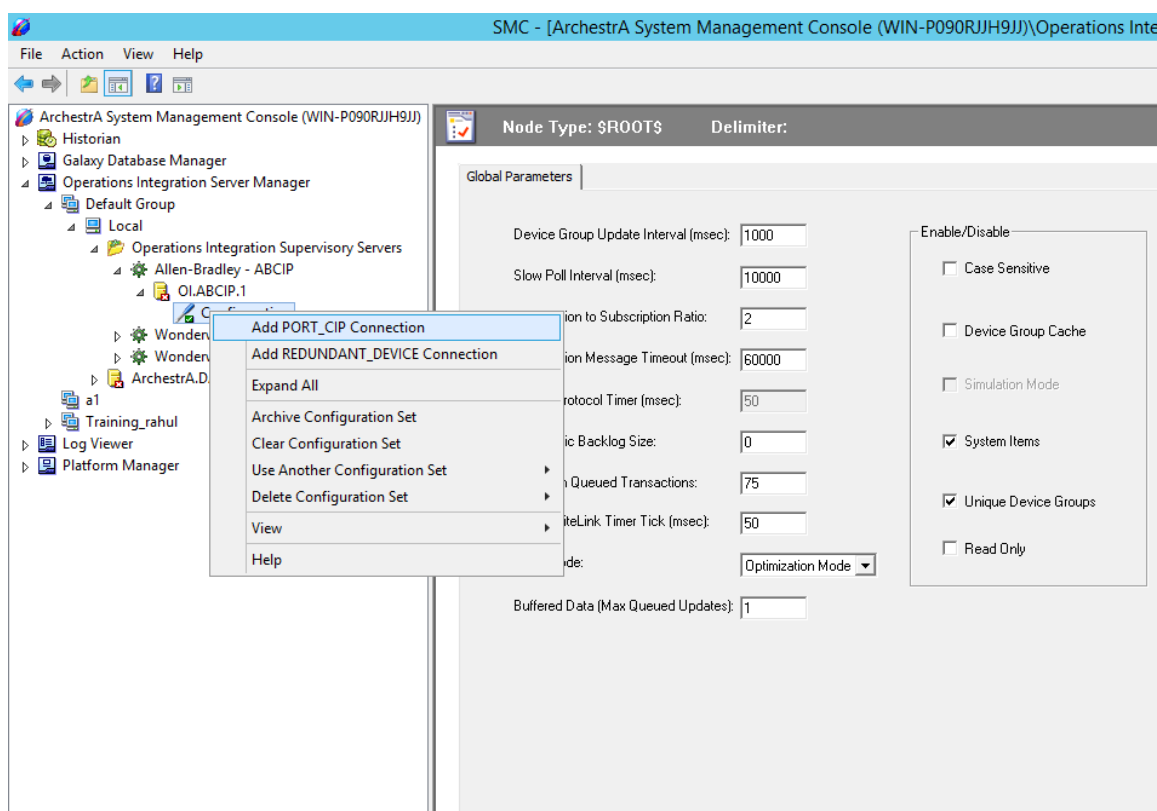 SMC - [ArchestrA System Management Console (WIN-P090RJJH9JJ)\Operations Inte
File Action View Help
ArchestrA System Management Console (WIN-P090RJJH9JJ)
Historian
Galaxy Database Manager
Operations Integration Server Manager
Default Group
Local
Operations Integration Supervisory Servers
Allen-Bradley - ABCIP
OI.ABCIP.1
Wonderw
Wonderw
ArchestrA.D
a1
Training_rahul
Log Viewer
Platform Manager
Add PORT_CIP Connection
Add REDUNDANT_DEVICE Connection
Expand All
Archive Configuration Set
Clear Configuration Set
Use Another Configuration Set
Delete Configuration Set
View
Help
Node Type: $ROOT$ Delimiter:
Global Parameters
Device Group Update Interval (msec): 1000
Slow Poll Interval (msec): 10000
ion to Subscription Ratio: 2
ion Message Timeout (msec): 60000
rotocol Timer (msec): 50
ic Backlog Size: 0
n Queued Transactions: 75
iteLink Timer Tick (msec): 50
de: Optimization Mode
Buffered Data (Max Queued Updates): 1
Enable/Disable
Case Sensitive
Device Group Cache
Simulation Mode
System Items
Unique Device Groups
Read Only